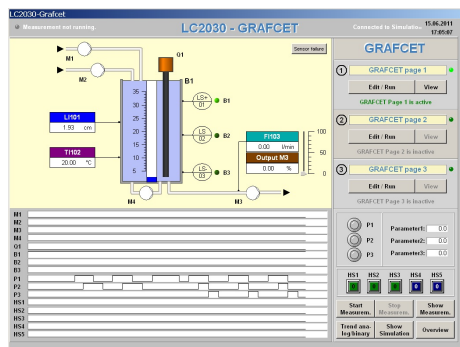 LC2030-Grafcet
Measurement not running.
LC2030 - GRAFCET
Connected to Simulatio
15.06.2011
17:05:07
M1
M2
Q1
Sensor failure
B1
35
30
25
20
15
10
5
LS+
01
B1
LS
02
B2
LS-
03
B3
LI101
1.93 cm
TI102
20.00 °C
FI103
0.00 l/min
Output M3
0.00 %
100
50
0
M4
M3
GRAFCET
1 GRAFCET page 1
Edit / Run View
GRAFCET Page 1 is active
2 GRAFCET page 2
Edit / Run View
GRAFCET Page 2 is inactive
3 GRAFCET page 3
Edit / Run View
GRAFCET Page 3 is inactive
M1
M2
M3
M4
Q1
B1
B2
B3
P1
P2
P3
HS1
HS2
HS3
HS4
HS5
P1 Parameter1: 0.0
P2 Parameter2: 0.0
P3 Parameter3: 0.0
HS1 HS2 HS3 HS4 HS5
0 0 0 0 0
Start Measurem.
Stop Measurem.
Show Measurem.
Trend ana-log/binary
Show Simulation
Overview